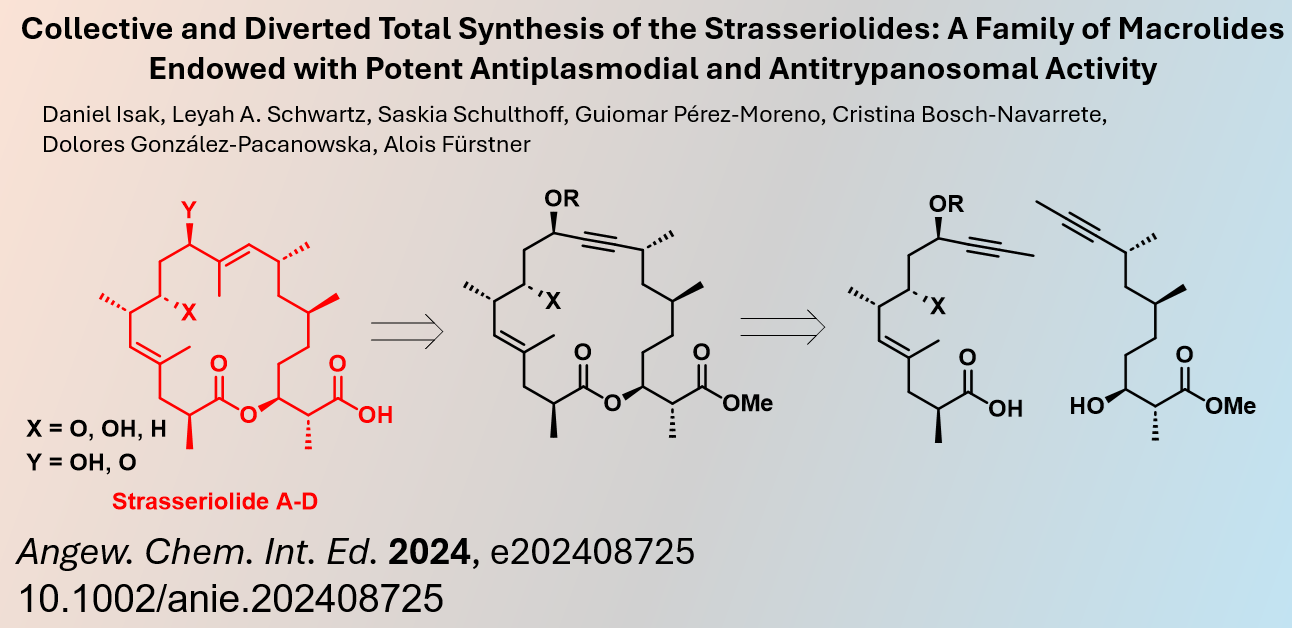 Collective and Diverted Total Synthesis of the Strasseriolides: A Family of Macrolides
Endowed with Potent Antiplasmodial and Antitrypanosomal Activity
Daniel Isak, Leyah A. Schwartz, Saskia Schulthoff, Guiomar Pérez-Moreno, Cristina Bosch-Navarrete,
Dolores González-Pacanowska, Alois Fürstner
Y
X
O
O
O
OH
X = O, OH, H
Y = OH, O
Strasseriolide A-D
OR
X
O
O
O
OMe
OR
X
O
OH
O
HO
OMe
Angew. Chem. Int. Ed. 2024, e202408725
10.1002/anie.202408725